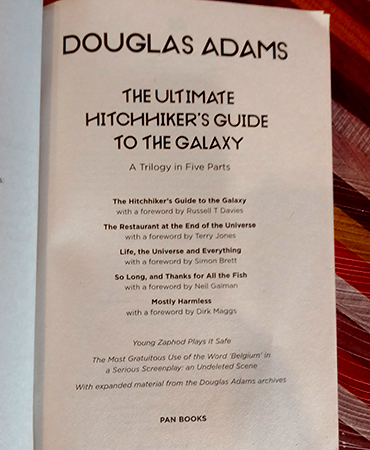 DOUGLAS ADAMS
THE ULTIMATE
HITCHHIKER'S GUIDE
TO THE GALAXY
A Trilogy in Five Parts
The Hitchhiker's Guide to the Galaxy
with a foreword by Russell T Davies
The Restaurant at the End of the Universe
with a foreword by Terry Jones
Life, the Universe and Everything
with a foreword by Simon Brett
So Long, and Thanks for All the Fish
with a foreword by Neil Gaiman
Mostly Harmless
with a foreword by Dirk Maggs
Young Zaphod Plays it Safe
The Most Gratuitous Use of the Word 'Belgium' in
a Serious Screenplay: an Undeleted Scene
With expanded material from the Douglas Adams archives
PAN BOOKS